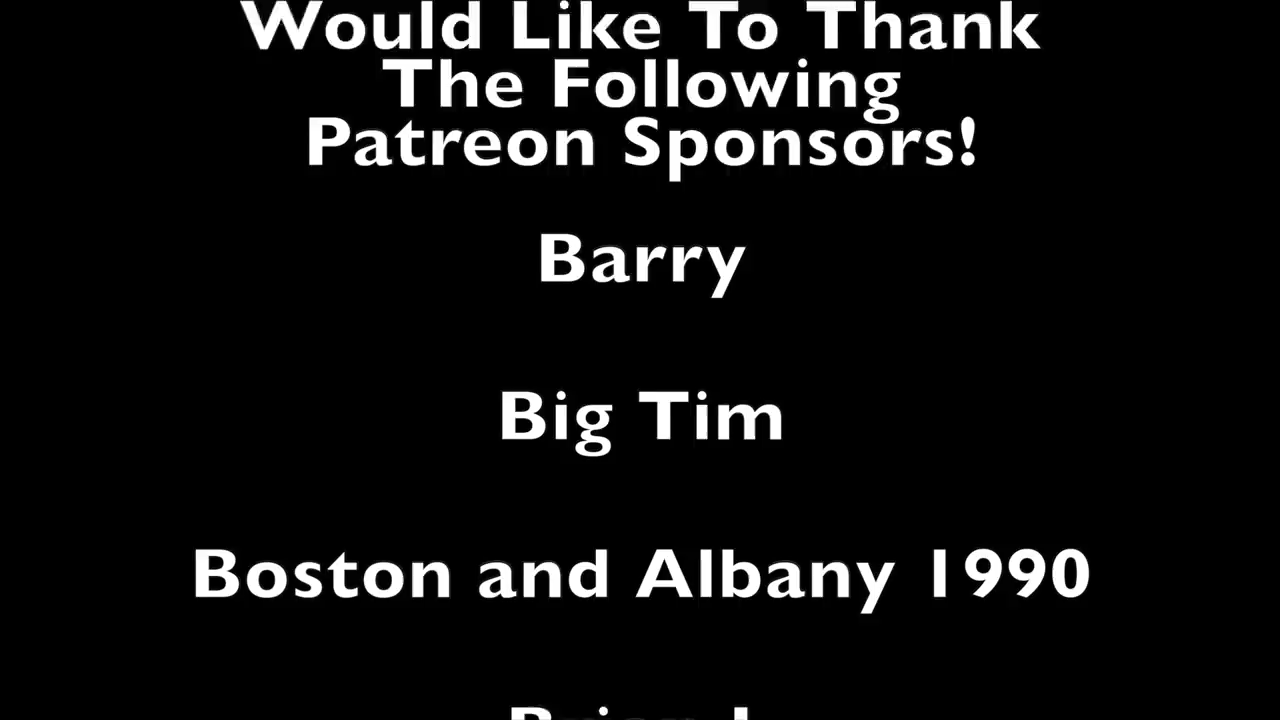 Would Like To Thank
The Following
Patreon Sponsors!
Barry
Big Tim
Boston and Albany 1990